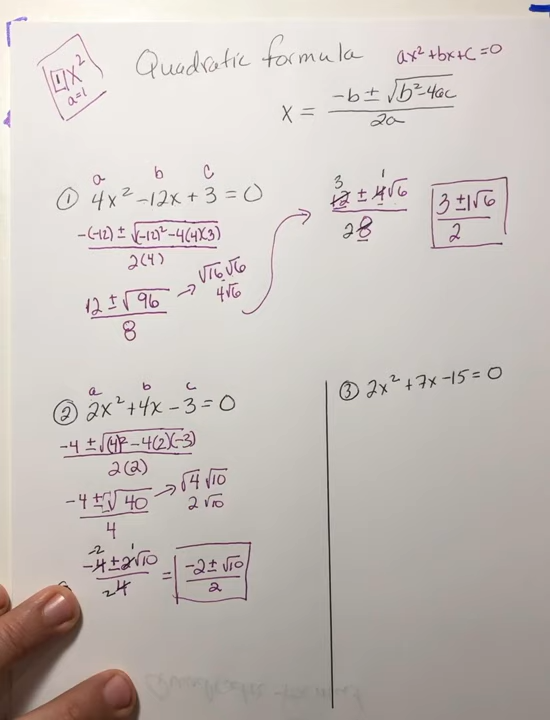 1x²
a=1
Quadratic formula
ax²+bx+c=0
x = (-b ± √(b²-4ac))/(2a)
a b c
① 4x² -12x + 3 = 0
(-(-12) ± √((-12)² - 4(4)(3)))/(2(4))
(12 ± √96)/8 → √16 √6
4√6
3 1
(12 ± 4√6)/(2 8)
(3 ± 1√6)/2
a b c
② 2x² + 4x - 3 = 0
(-4 ± √((4)² - 4(2)(-3)))/(2(2))
(-4 ± √40)/4 → √4 √10
2√10
-2 1
(-4 ± 2√10)/(2 4) = (-2 ± √10)/2
③ 2x² + 7x - 15 = 0